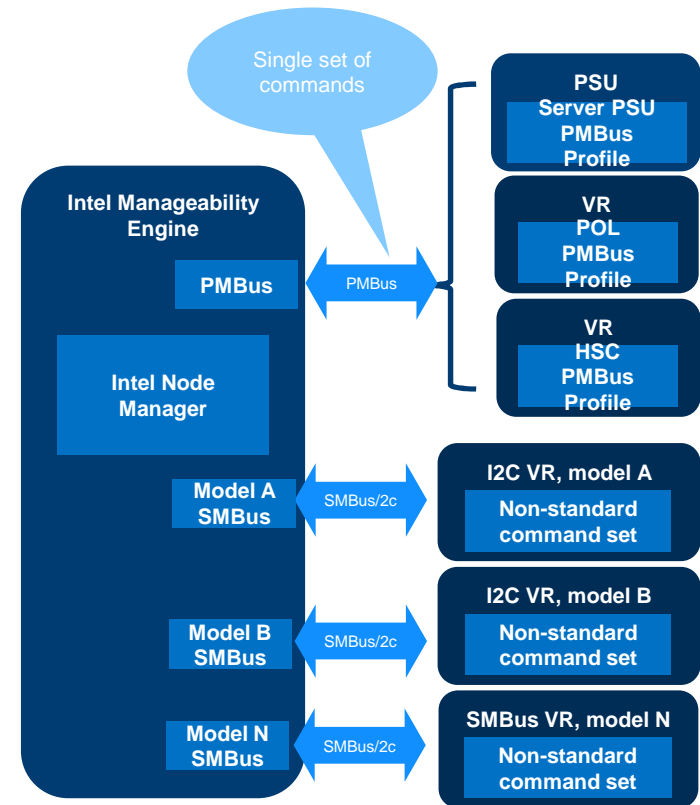 Single set of
commands
PSU
Server PSU
PMBus
Profile
Intel Manageability
Engine
VR
POL
PMBus
Profile
PMBus
PMBus
VR
HSC
PMBus
Profile
Intel Node
Manager
I2C VR, model A
Model A
SMBus
SMBus/2c
Non-standard
command set
I2C VR, model B
Model B
SMBus
SMBus/2c
Non-standard
command set
SMBus VR, model N
Model N
SMBus
SMBus/2c
Non-standard
command set